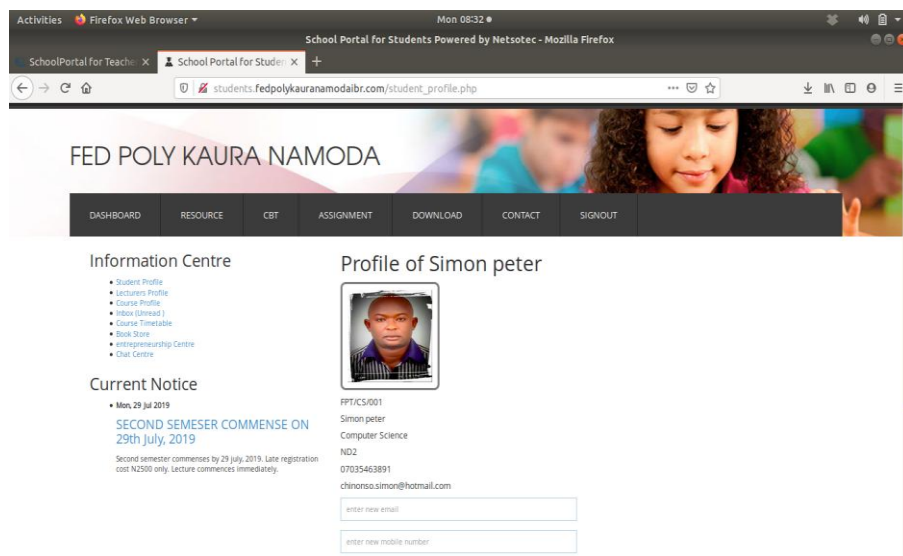 Activities Firefox Web Browser Mon 08:32
School Portal for Students Powered by Netsotec - Mozilla Firefox
SchoolPortal for Teache School Portal for Studen
students.fedpolykauranamodaibr.com/student_profile.php
FED POLY KAURA NAMODA
DASHBOARD RESOURCE CBT ASSIGNMENT DOWNLOAD CONTACT SIGNOUT
Information Centre
Student Profile
Lecturers Profile
Course Profile
Inbox (Unread )
Course Timetable
Book Store
entrepreneurship Centre
Chat Centre
Current Notice
Mon, 29 Jul 2019
SECOND SEMESER COMMENSE ON
29th July, 2019
Second semester commenses by 29 july, 2019. Late registration
cost N2500 only. Lecture commences immediately.
Profile of Simon peter
FPT/CS/001
Simon peter
Computer Science
ND2
07035463891
chinonso.simon@hotmail.com
enter new email
enter new mobile number